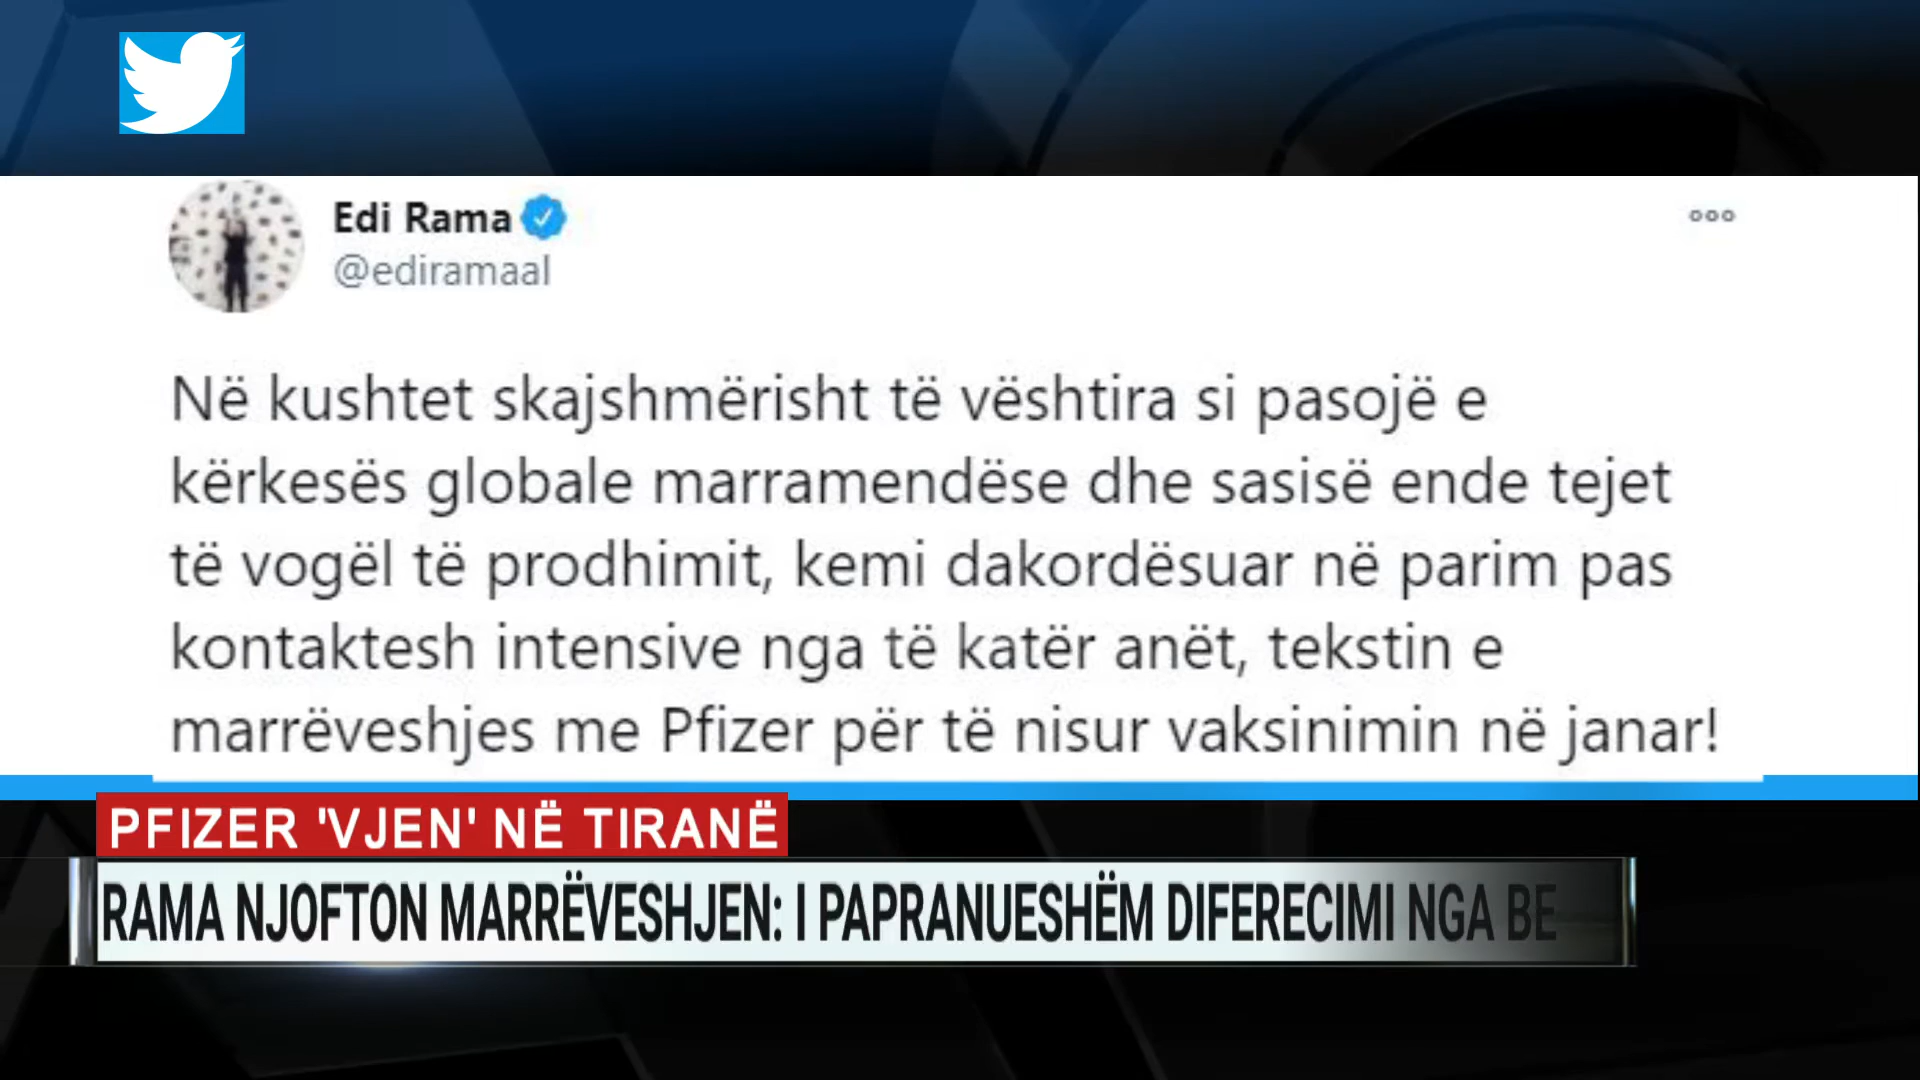 Edi Rama
@ediramaal
Në kushtet skajshmërisht të vështira si pasojë e
kërkesës globale marramendëse dhe sasisë ende tejet
të vogël të prodhimit, kemi dakordësuar në parim pas
kontaktesh intensive nga të katër anët, tekstin e
marrëveshjes me Pfizer për të nisur vaksinimin në janar!
PFIZER 'VJEN' NË TIRANË
RAMA NJOFTON MARRËVESHJEN: I PAPRANUESHËM DIFERECIMI NGA BE